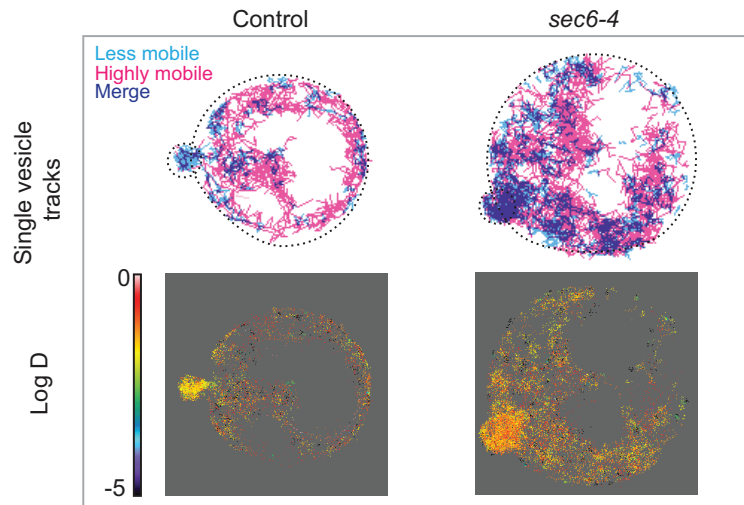 Control
sec6-4
Less mobile
Highly mobile
Merge
Single vesicle
tracks
0
Log D
-5